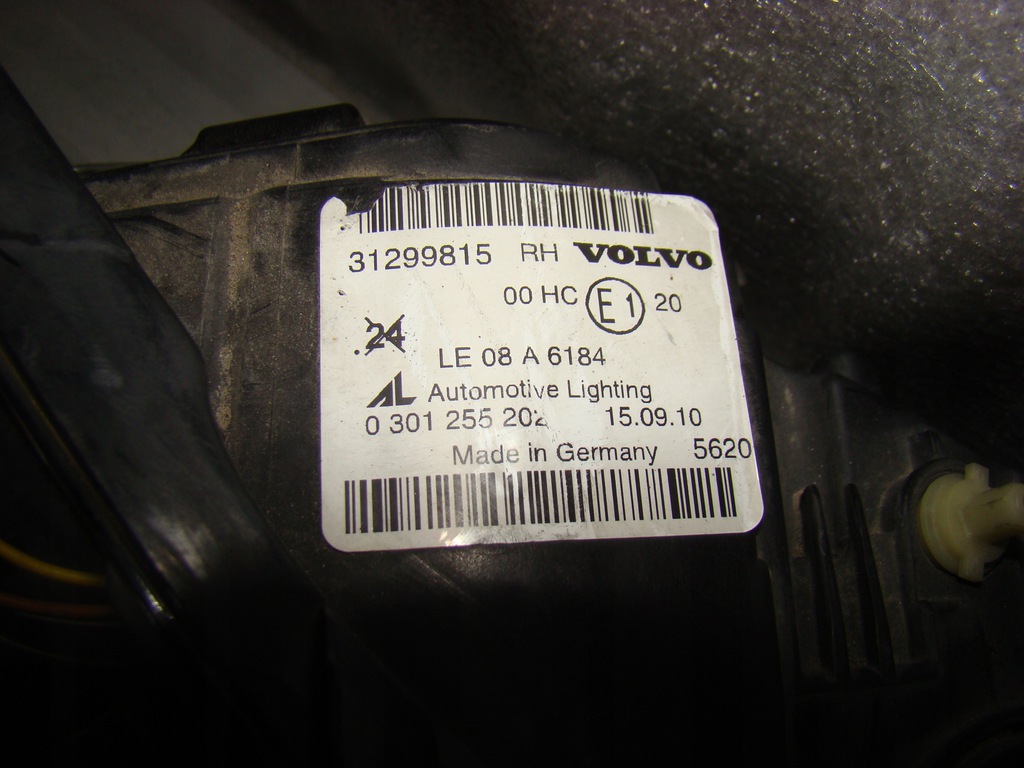 31299815 RH VOLVO
00 HC E1 20
.24
LE 08 A 6184
AL Automotive Lighting
0 301 255 202 15.09.10
Made in Germany 5620